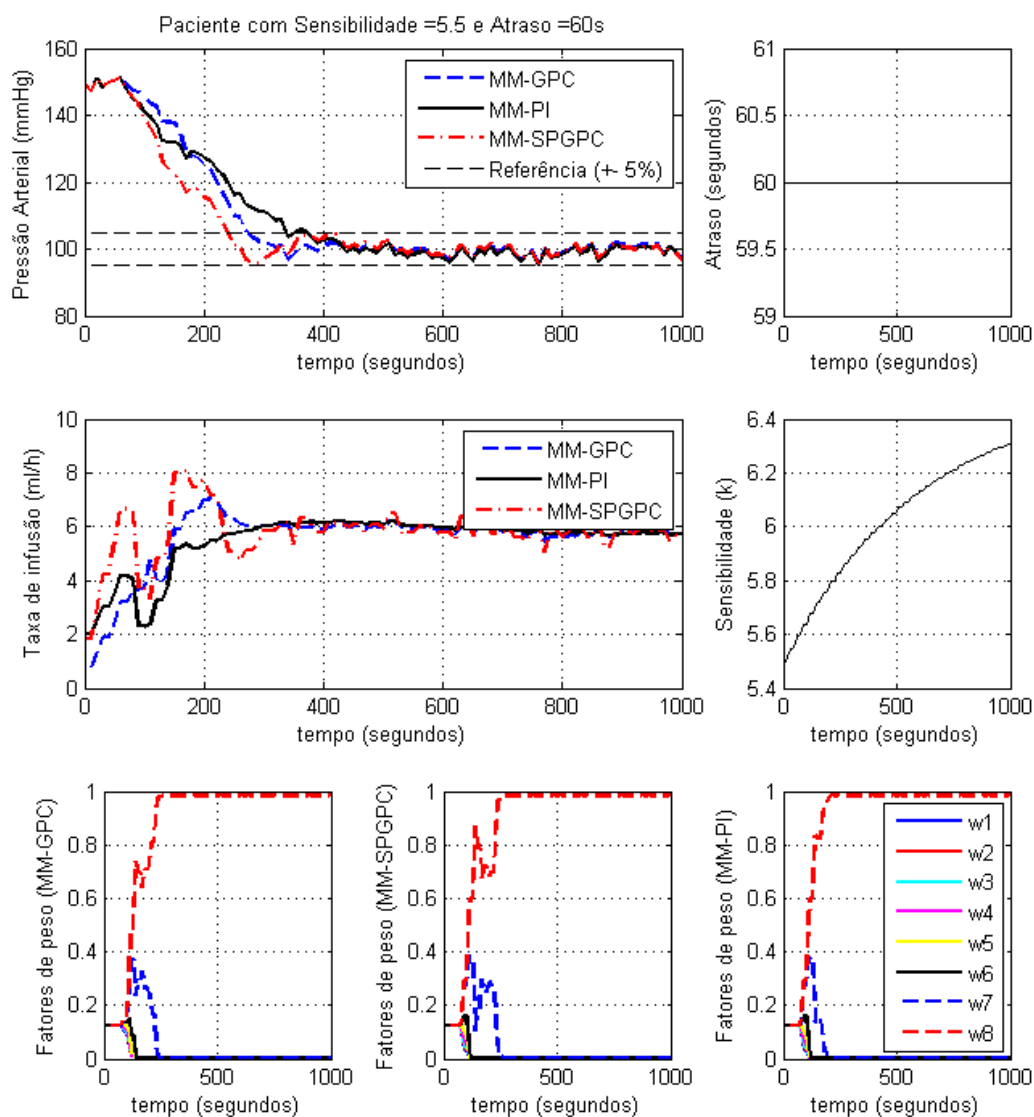 Paciente com Sensibilidade =5.5 e Atraso =60s
Pressão Arterial (mmHg)
160
140
120
100
80
0
200
400
600
800
1000
tempo (segundos)
MM-GPC
MM-PI
MM-SPGPC
Referência (+- 5%)
Atraso (segundos)
61
60.5
60
59.5
59
0
500
1000
tempo (segundos)
Taxa de infusão (ml/h)
10
8
6
4
2
0
0
200
400
600
800
1000
tempo (segundos)
MM-GPC
MM-PI
MM-SPGPC
Sensibilidade (k)
6.4
6.2
6
5.8
5.6
5.4
0
500
1000
tempo (segundos)
Fatores de peso (MM-GPC)
1
0.8
0.6
0.4
0.2
0
0
500
1000
tempo (segundos)
Fatores de peso (MM-SPGPC)
1
0.8
0.6
0.4
0.2
0
0
500
1000
tempo (segundos)
Fatores de peso (MM-PI)
1
0.8
0.6
0.4
0.2
0
0
500
1000
tempo (segundos)
w1
w2
w3
w4
w5
w6
w7
w8